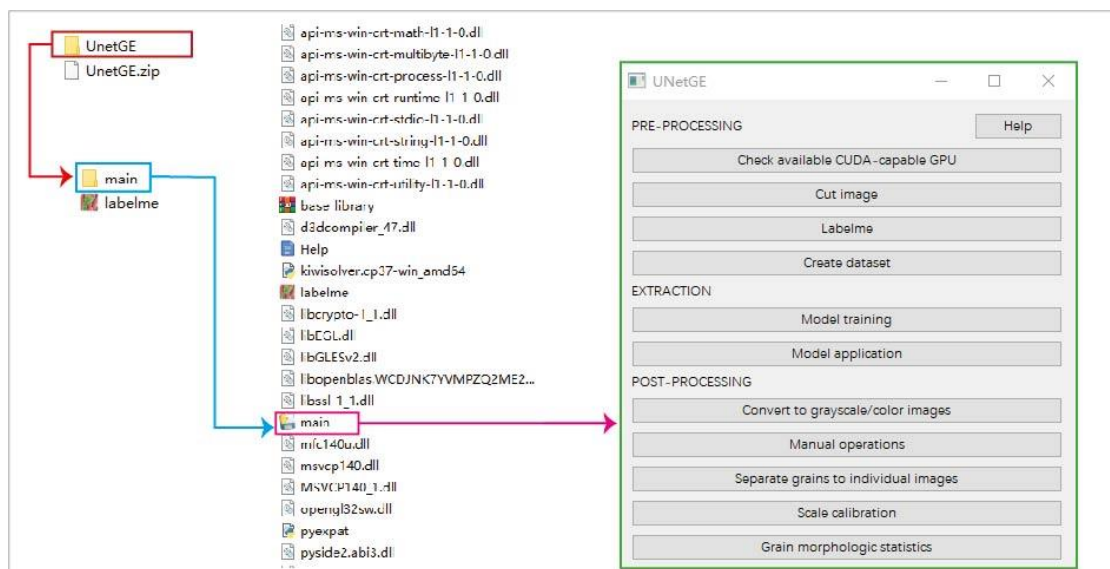 UnetGE
UnetGE.zip
main
labelme
api-ms-win-crt-math-l1-1-0.dll
api-ms-win-crt-multibyte-l1-1-0.dll
api-ms-win-crt-process-l1-1-0.dll
api-ms-win-crt-runtime-l1-1-0.dll
api-ms-win-crt-stdio-l1-1-0.dll
api-ms-win-crt-string-l1-1-0.dll
api-ms-win-crt-time-l1-1-0.dll
api-ms-win-crt-utility-l1-1-0.dll
base_library
d3dcompiler_47.dll
Help
kiwisolver.cp37-win_amd64
labelme
libcrypto-1_1.dll
libEGL.dll
libGLESv2.dll
libopenblas.WCDJNK7YVMPZQ2ME2...
libssl-1_1.dll
main
mfc140u.dll
msvcp140.dll
MSVCP140_1.dll
opengl32sw.dll
pyexpat
pyside2.abi3.dll
UNetGE
PRE-PROCESSING
Help
Check available CUDA-capable GPU
Cut image
Labelme
Create dataset
EXTRACTION
Model training
Model application
POST-PROCESSING
Convert to grayscale/color images
Manual operations
Separate grains to individual images
Scale calibration
Grain morphologic statistics